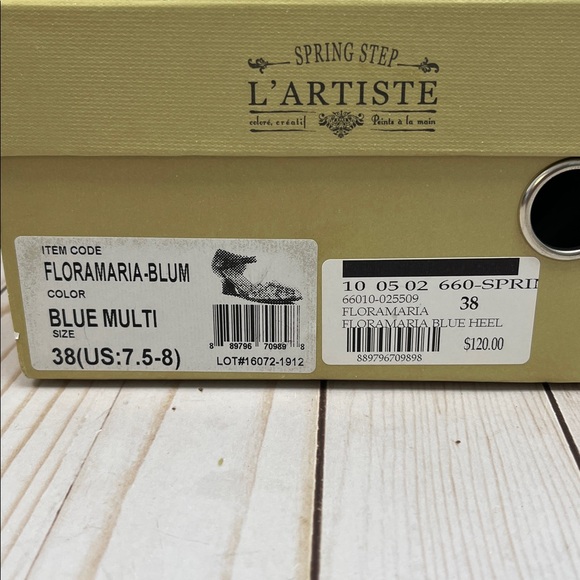 SPRING STEP
L'ARTISTE
coloré, créatif Peints à la main
ITEM CODE
FLORAMARIA-BLUM
COLOR
BLUE MULTI
SIZE
38(US:7.5-8)
8 89796 70989 8
LOT#16072-1912
10 05 02 660-SPRIN
66010-025509 38
FLORAMARIA
FLORAMARIA BLUE HEEL
$120.00
889796709898